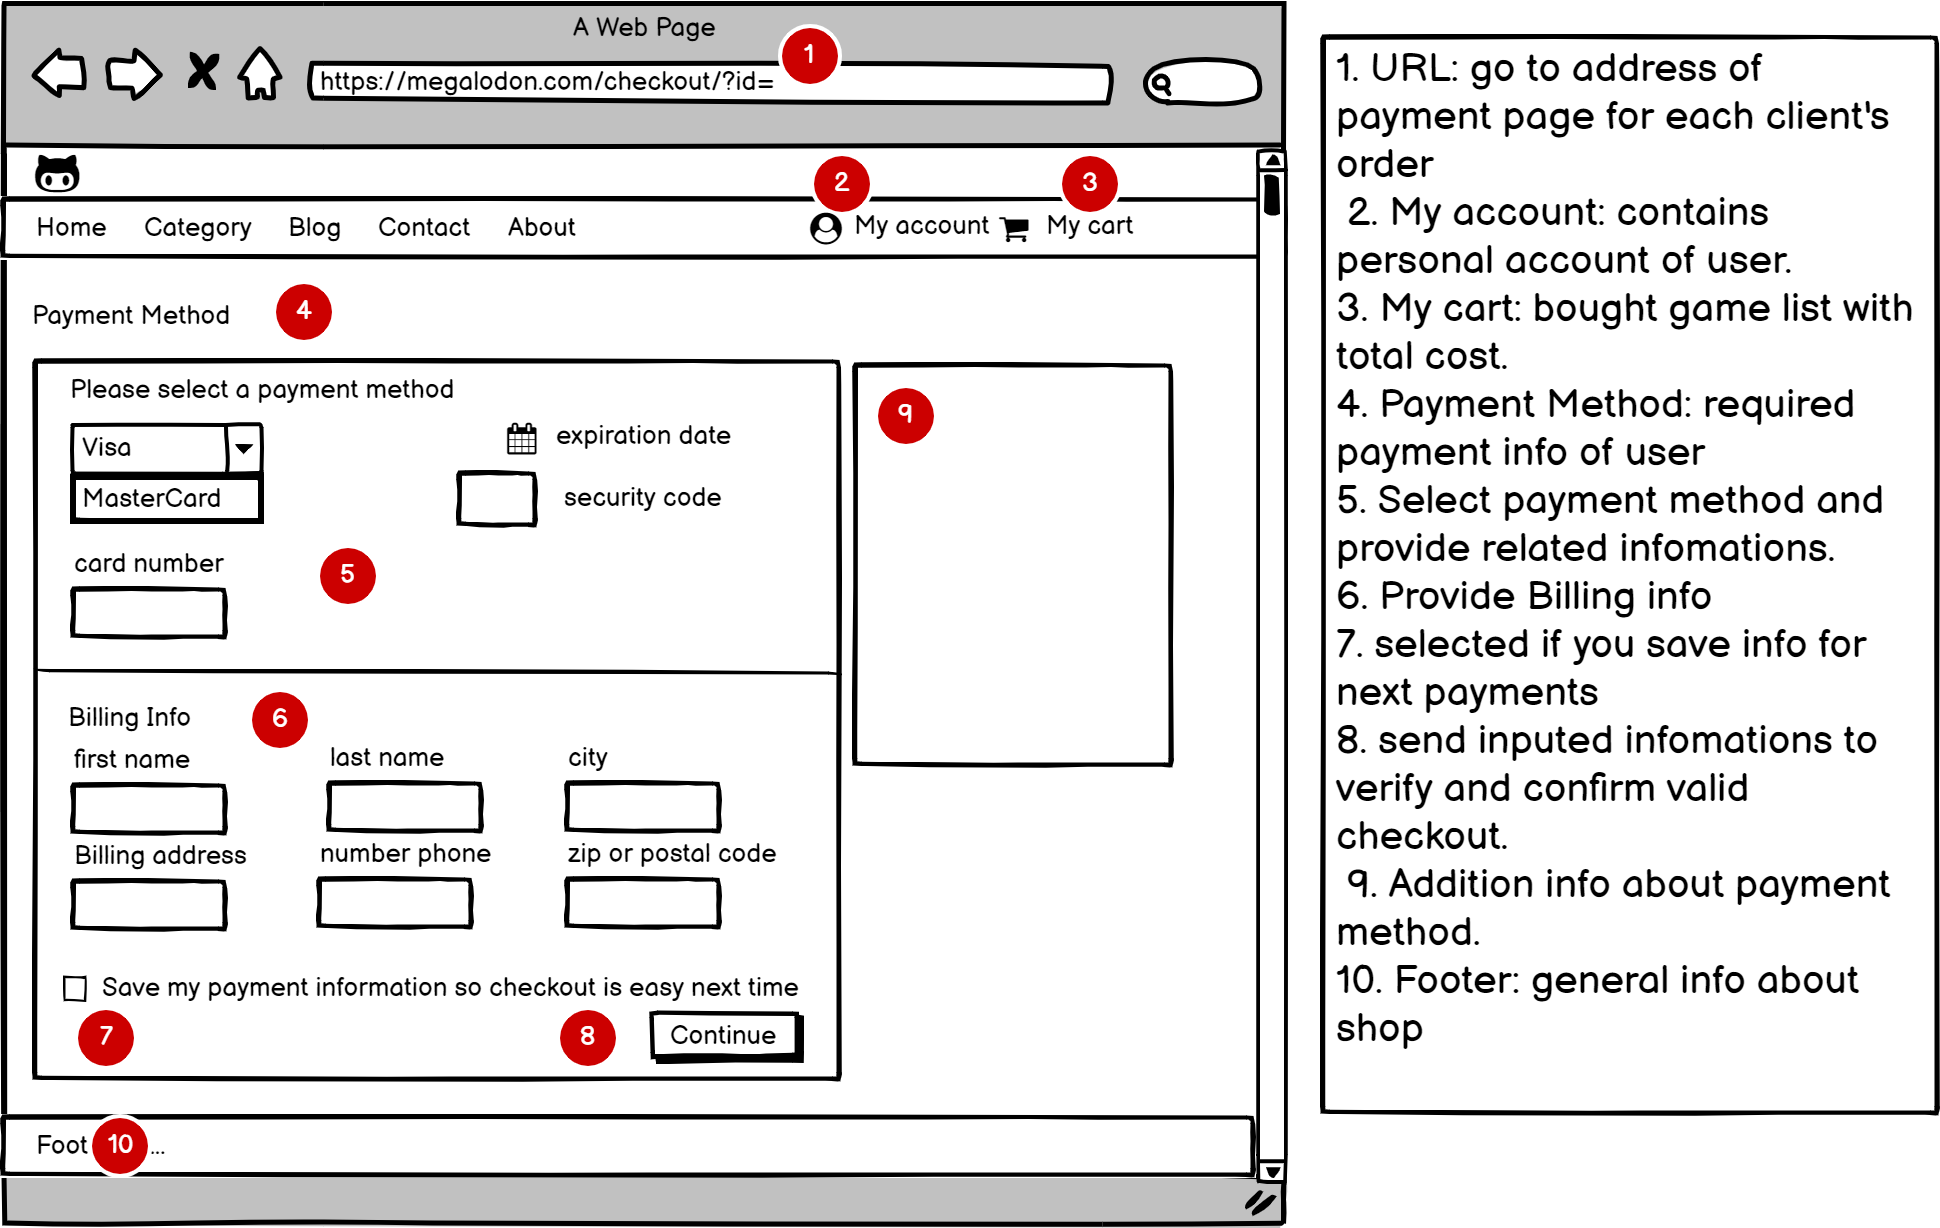 A Web Page
1
https://megalodon.com/checkout/?id=
2
3
Home Category Blog Contact About My account My cart
Payment Method 4
Please select a payment method
Visa
MasterCard
expiration date
security code
card number
5
9
Billing Info 6
first name last name city
Billing address number phone zip or postal code
Save my payment information so checkout is easy next time
7 8 Continue
Foot 10 ...
1. URL: go to address of
payment page for each client's
order
2. My account: contains
personal account of user.
3. My cart: bought game list with
total cost.
4. Payment Method: required
payment info of user
5. Select payment method and
provide related infomations.
6. Provide Billing info
7. selected if you save info for
next payments
8. send inputed infomations to
verify and confirm valid
checkout.
9. Addition info about payment
method.
10. Footer: general info about
shop